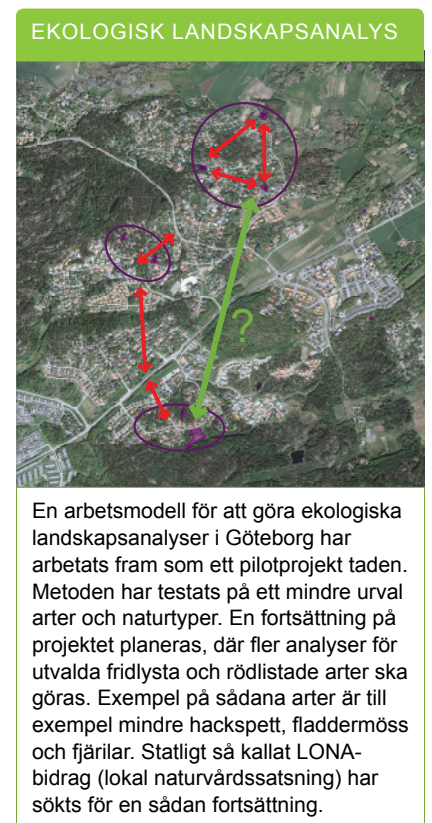 EKOLOGISK LANDSKAPSANALYS
?
En arbetsmodell för att göra ekologiska
landskapsanalyser i Göteborg har
arbetats fram som ett pilotprojekt taden.
Metoden har testats på ett mindre urval
arter och naturtyper. En fortsättning på
projektet planeras, där fler analyser för
utvalda fridlysta och rödlistade arter ska
göras. Exempel på sådana arter är till
exempel mindre hackspett, fladdermöss
och fjärilar. Statligt så kallat LONA-
bidrag (lokal naturvårdssatsning) har
sökts för en sådan fortsättning.